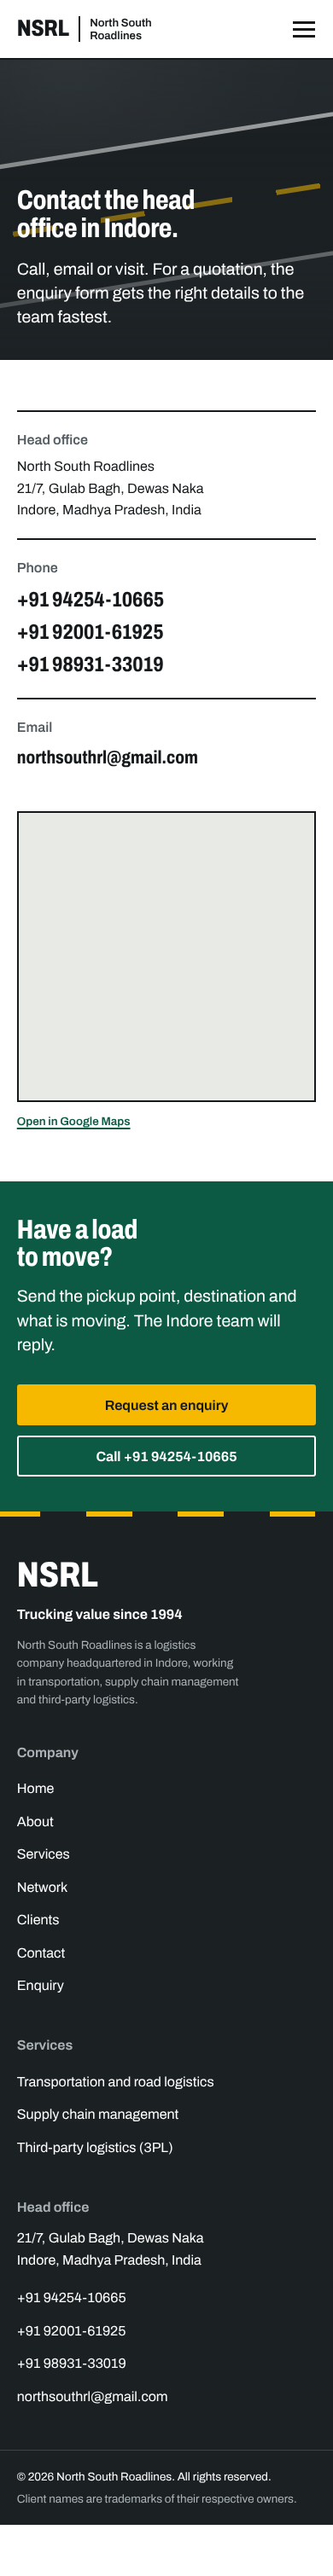 NSRL
North South
Roadlines
Contact the head
office in Indore.
Call, email or visit. For a quotation, the
enquiry form gets the right details to the
team fastest.
Head office
North South Roadlines
21/7, Gulab Bagh, Dewas Naka
Indore, Madhya Pradesh, India
Phone
+91 94254-10665
+91 92001-61925
+91 98931-33019
Email
northsouthrl@gmail.com
Open in Google Maps
Have a load
to move?
Send the pickup point, destination and
what is moving. The Indore team will
reply.
Request an enquiry
Call +91 94254-10665
NSRL
Trucking value since 1994
North South Roadlines is a logistics
company headquartered in Indore, working
in transportation, supply chain management
and third-party logistics.
Company
Home
About
Services
Network
Clients
Contact
Enquiry
Services
Transportation and road logistics
Supply chain management
Third-party logistics (3PL)
Head office
21/7, Gulab Bagh, Dewas Naka
Indore, Madhya Pradesh, India
+91 94254-10665
+91 92001-61925
+91 98931-33019
northsouthrl@gmail.com
© 2026 North South Roadlines. All rights reserved.
Client names are trademarks of their respective owners.